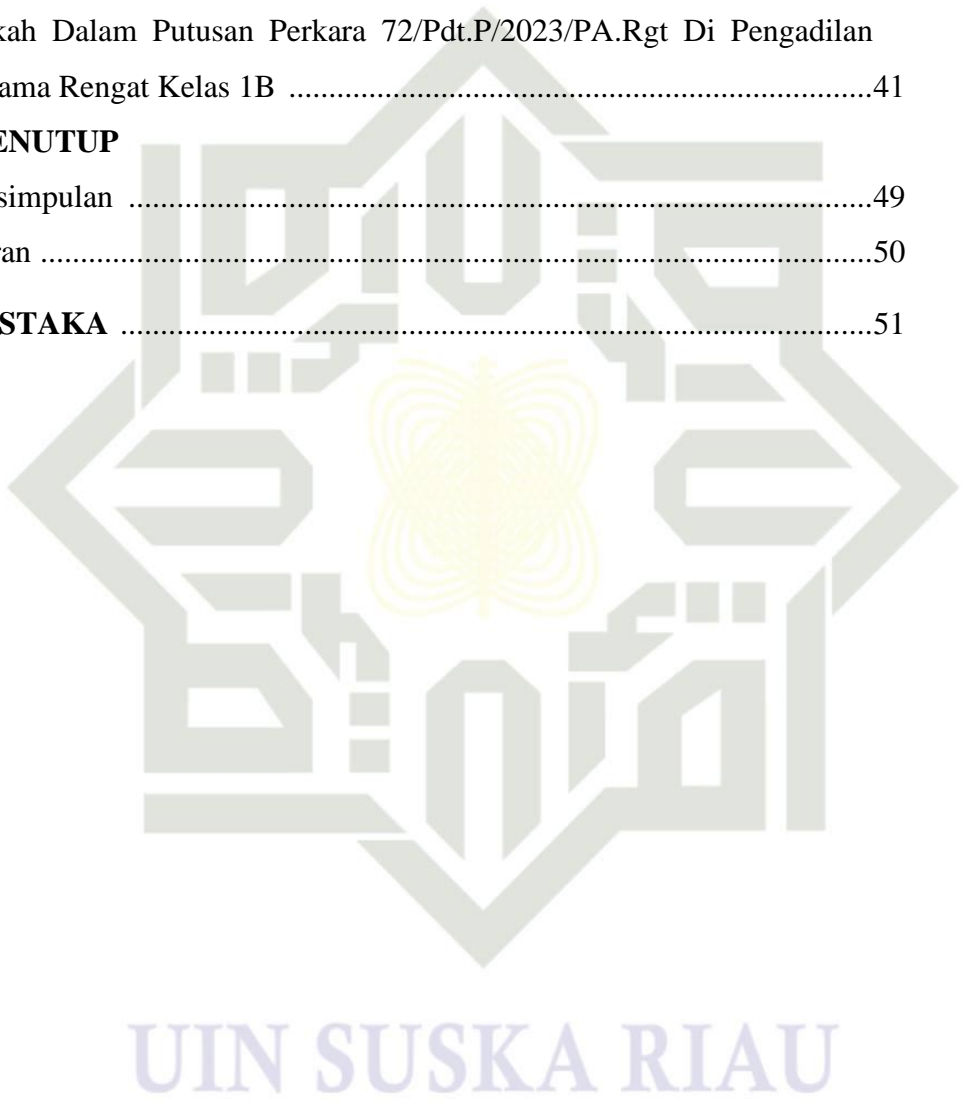 kah Dalam Putusan Perkara 72/Pdt.P/2023/PA.Rgt Di Pengadilan
ama Rengat Kelas 1B ........................................................................41
ENUTUP
simpulan ............................................................................................49
ran .......................................................................................................50
STAKA .............................................................................................51
UIN SUSKA RIAU